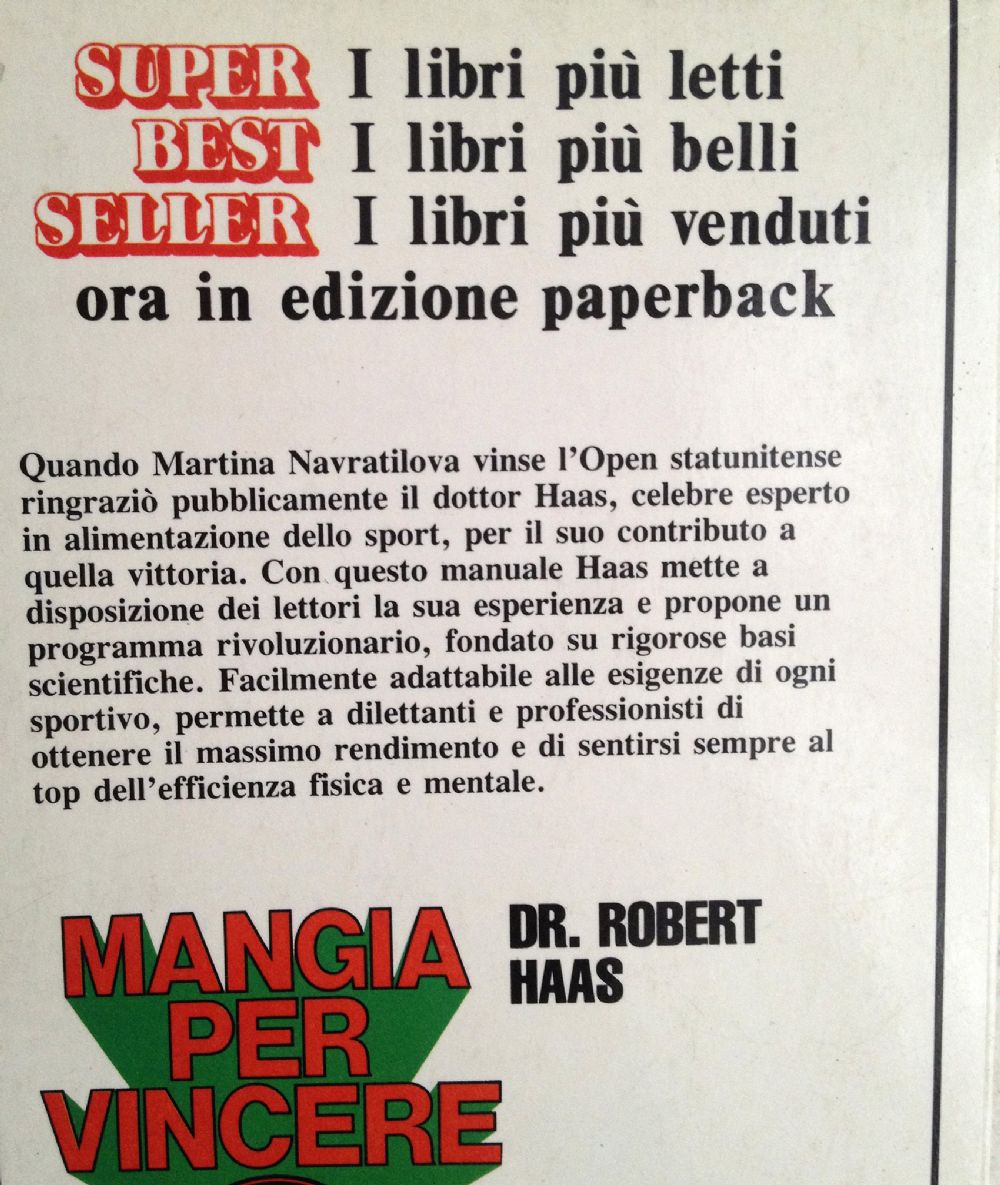 SUPER I libri più letti
BEST I libri più belli
SELLER I libri più venduti
ora in edizione paperback
Quando Martina Navratilova vinse l'Open statunitense
ringraziò pubblicamente il dottor Haas, celebre esperto
in alimentazione dello sport, per il suo contributo a
quella vittoria. Con questo manuale Haas mette a
disposizione dei lettori la sua esperienza e propone un
programma rivoluzionario, fondato su rigorose basi
scientifiche. Facilmente adattabile alle esigenze di ogni
sportivo, permette a dilettanti e professionisti di
ottenere il massimo rendimento e di sentirsi sempre al
top dell'efficienza fisica e mentale.
MANGIA
PER
VINCERE
DR. ROBERT
HAAS